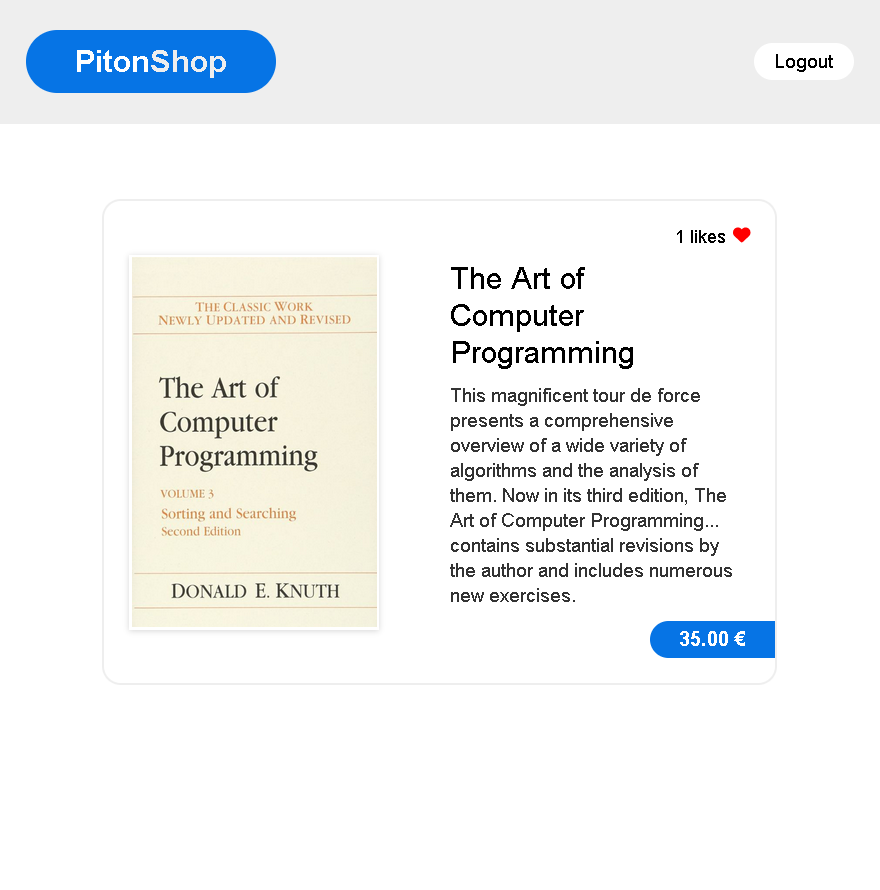 PitonShop
Logout
1 likes
THE CLASSIC WORK
NEWLY UPDATED AND REVISED
The Art of
Computer
Programming
VOLUME 3
Sorting and Searching
Second Edition
DONALD E. KNUTH
The Art of
Computer
Programming
This magnificent tour de force
presents a comprehensive
overview of a wide variety of
algorithms and the analysis of
them. Now in its third edition, The
Art of Computer Programming...
contains substantial revisions by
the author and includes numerous
new exercises.
35.00 €